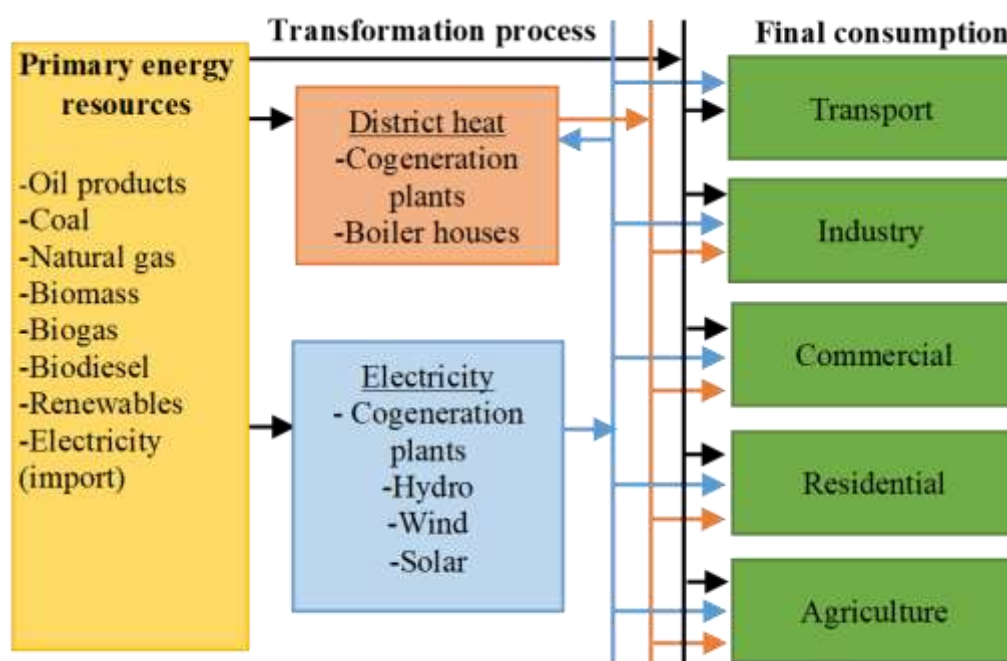 Transformation process
Final consumption
Primary energy
resources
-Oil products
-Coal
-Natural gas
-Biomass
-Biogas
-Biodiesel
-Renewables
-Electricity
(import)
District heat
-Cogeneration
plants
-Boiler houses
Electricity
- Cogeneration
plants
-Hydro
-Wind
-Solar
Transport
Industry
Commercial
Residential
Agriculture